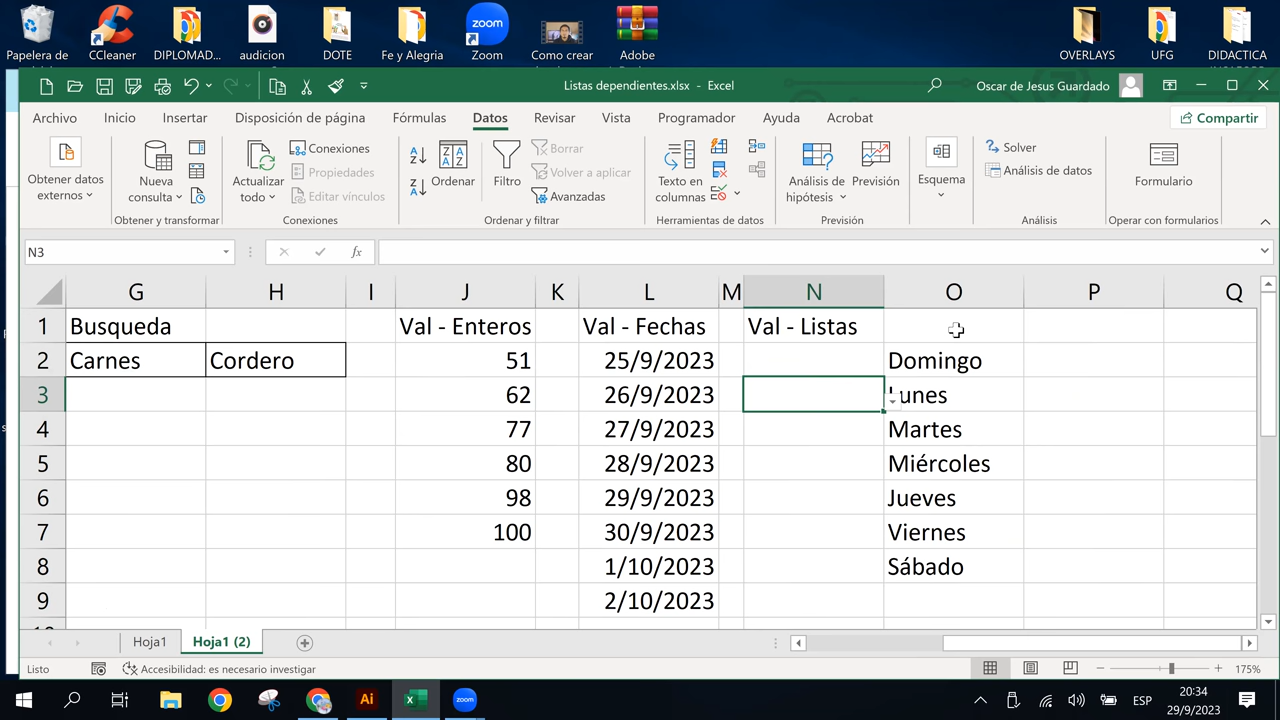 Papelera de
CCleaner
DIPLOMAD...
audicion
DOTE
Fe y Alegria
zoom
Zoom
Como crear
Adobe
OVERLAYS
UFG
DIDACTICA
Listas dependientes.xlsx - Excel
Oscar de Jesus Guardado
Archivo
Inicio
Insertar
Disposición de página
Fórmulas
Datos
Revisar
Vista
Programador
Ayuda
Acrobat
Compartir
Obtener datos
externos
Nueva
consulta
Obtener y transformar
Actualizar
todo
Conexiones
Propiedades
Editar vínculos
Conexiones
Ordenar
Filtro
Borrar
Volver a aplicar
Avanzadas
Ordenar y filtrar
Texto en
columnas
Herramientas de datos
Análisis de
hipótesis
Previsión
Previsión
Esquema
Solver
Análisis de datos
Análisis
Formulario
Operar con formularios
N3
fx
G H I J K L M N O P Q
1 Busqueda Val - Enteros Val - Fechas Val - Listas
2 Carnes Cordero 51 25/9/2023 Domingo
3 62 26/9/2023 Lunes
4 77 27/9/2023 Martes
5 80 28/9/2023 Miércoles
6 98 29/9/2023 Jueves
7 100 30/9/2023 Viernes
8 1/10/2023 Sábado
9 2/10/2023
Hoja1
Hoja1 (2)
Listo
Accesibilidad: es necesario investigar
175%
Ai
zoom
ESP
20:34
29/9/2023